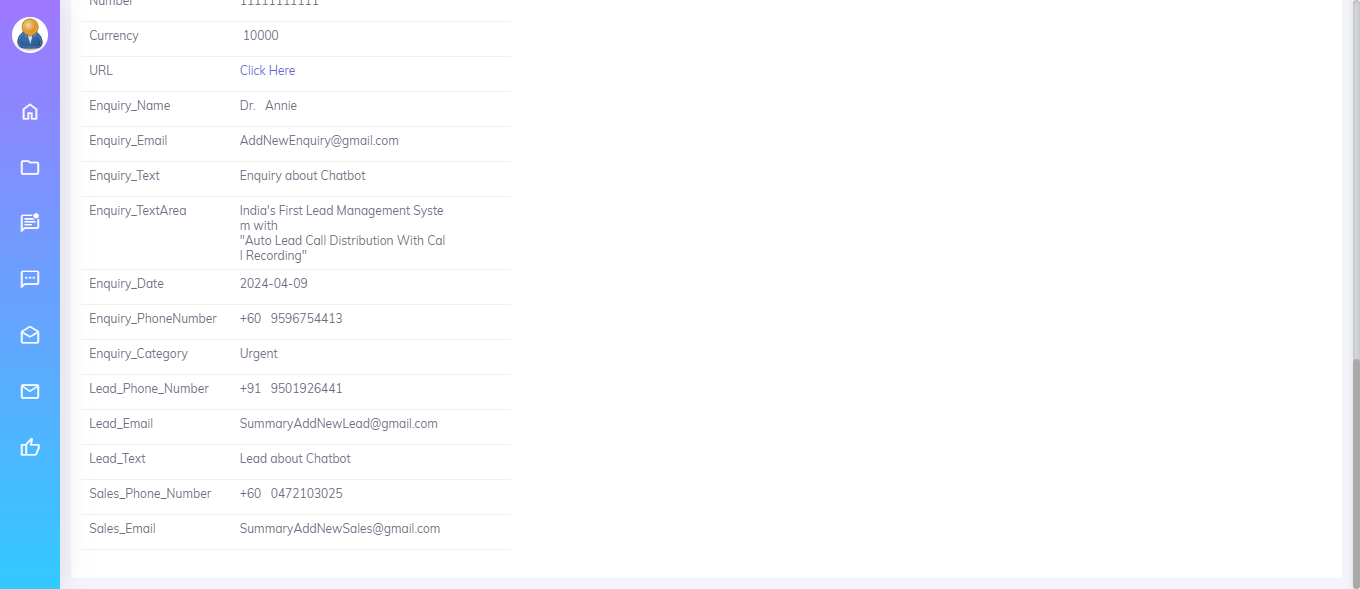 Number 11111111111
Currency 10000
URL Click Here
Enquiry_Name Dr. Annie
Enquiry_Email AddNewEnquiry@gmail.com
Enquiry_Text Enquiry about Chatbot
Enquiry_TextArea India's First Lead Management Syste
m with
"Auto Lead Call Distribution With Cal
l Recording"
Enquiry_Date 2024-04-09
Enquiry_PhoneNumber +60 9596754413
Enquiry_Category Urgent
Lead_Phone_Number +91 9501926441
Lead_Email SummaryAddNewLead@gmail.com
Lead_Text Lead about Chatbot
Sales_Phone_Number +60 0472103025
Sales_Email SummaryAddNewSales@gmail.com